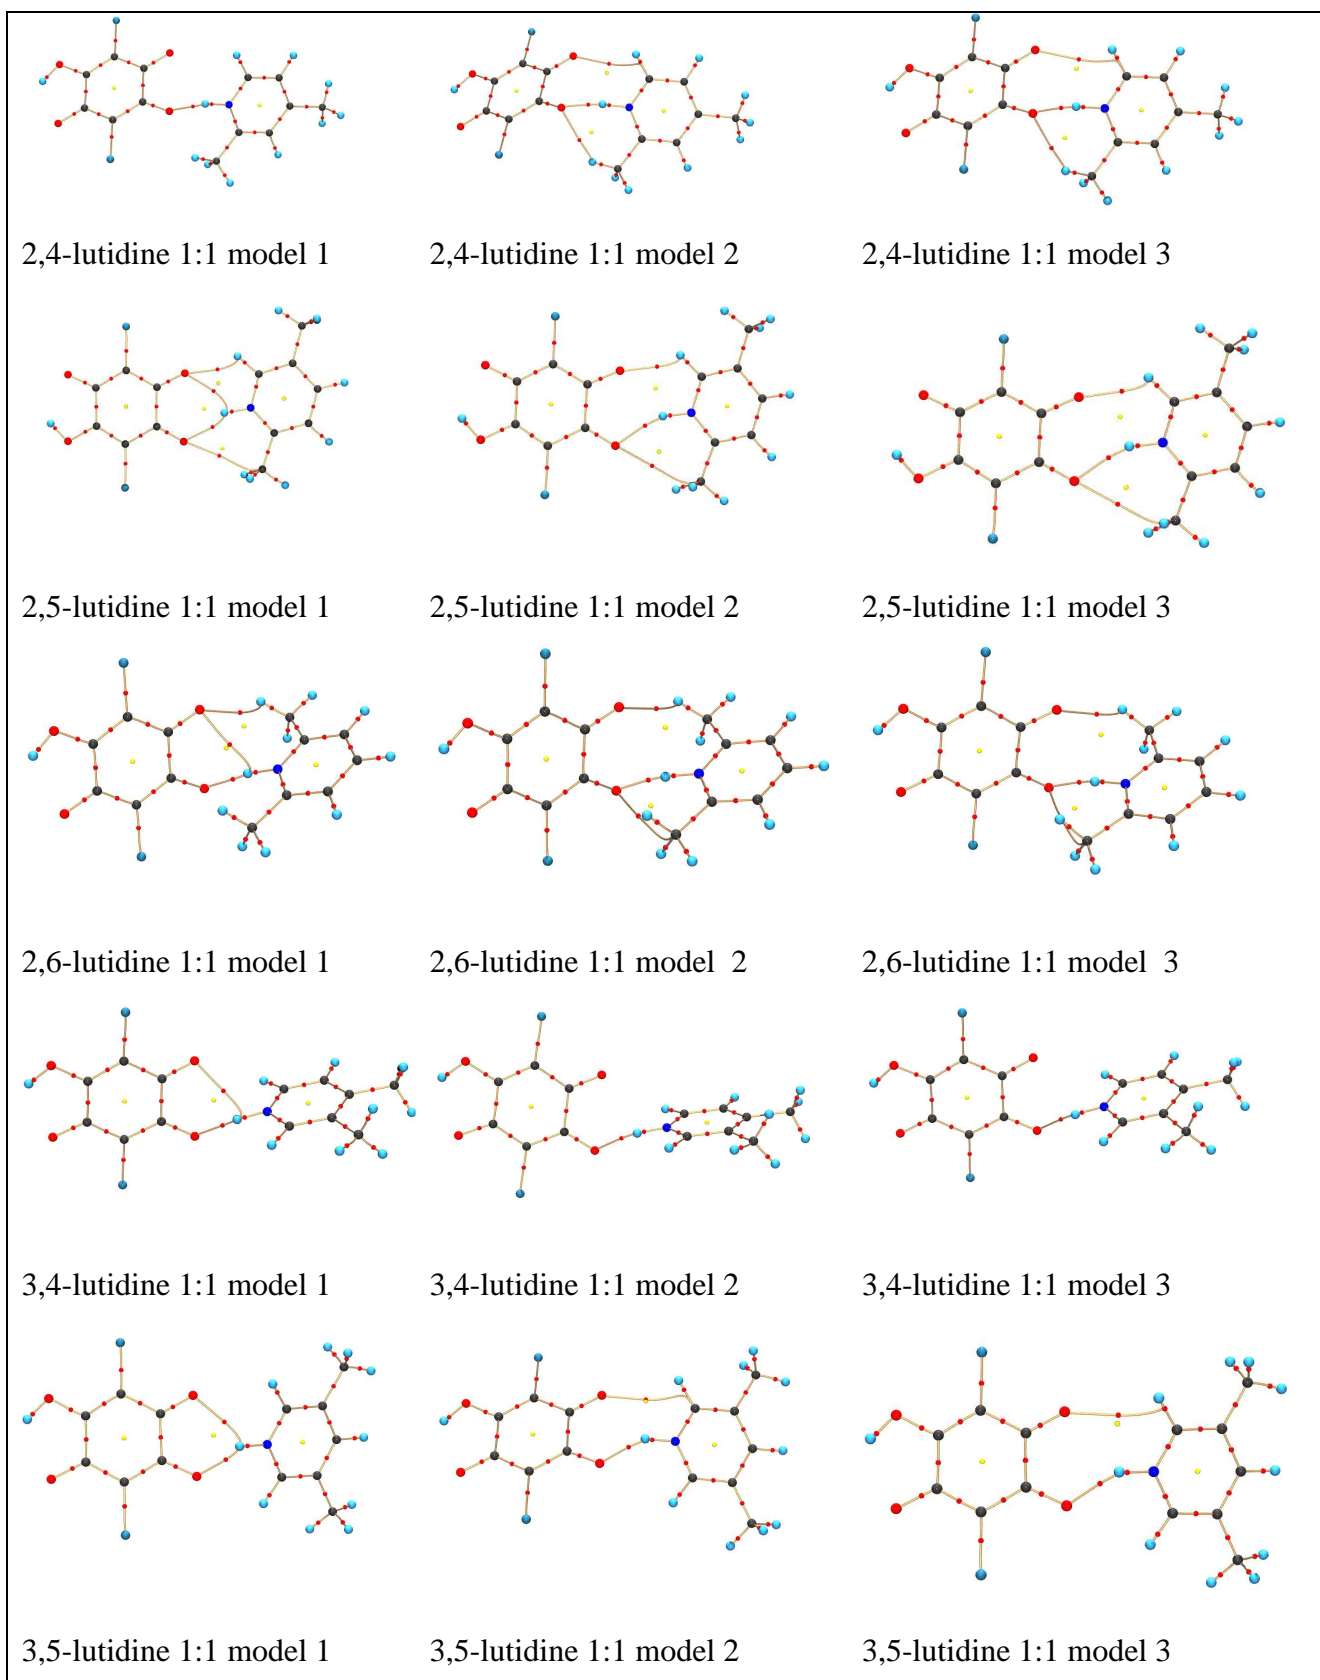 2,4-lutidine 1:1 model 1 2,4-lutidine 1:1 model 2 2,4-lutidine 1:1 model 3
2,5-lutidine 1:1 model 1 2,5-lutidine 1:1 model 2 2,5-lutidine 1:1 model 3
2,6-lutidine 1:1 model 1 2,6-lutidine 1:1 model 2 2,6-lutidine 1:1 model 3
3,4-lutidine 1:1 model 1 3,4-lutidine 1:1 model 2 3,4-lutidine 1:1 model 3
3,5-lutidine 1:1 model 1 3,5-lutidine 1:1 model 2 3,5-lutidine 1:1 model 3